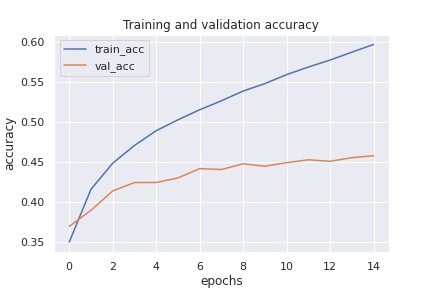 Training and validation accuracy
train_acc
val_acc
accuracy
0.60
0.55
0.50
0.45
0.40
0.35
0 2 4 6 8 10 12 14
epochs